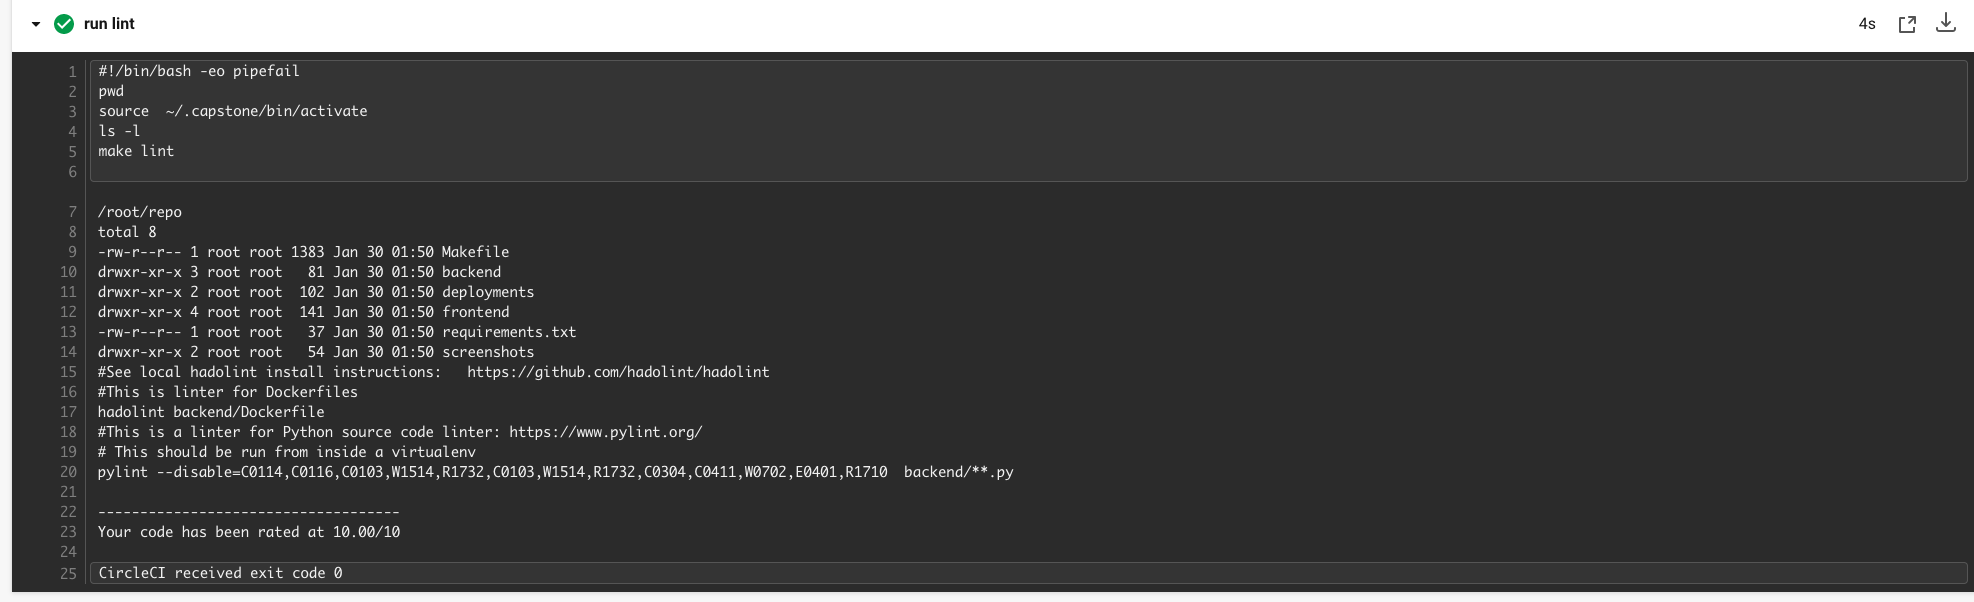 run lint
4s
1 #!/bin/bash -eo pipefail
2 pwd
3 source  ~/.capstone/bin/activate
4 ls -l
5 make lint
6
7 /root/repo
8 total 8
9 -rw-r--r-- 1 root root 1383 Jan 30 01:50 Makefile
10 drwxr-xr-x 3 root root   81 Jan 30 01:50 backend
11 drwxr-xr-x 2 root root  102 Jan 30 01:50 deployments
12 drwxr-xr-x 4 root root  141 Jan 30 01:50 frontend
13 -rw-r--r-- 1 root root   37 Jan 30 01:50 requirements.txt
14 drwxr-xr-x 2 root root   54 Jan 30 01:50 screenshots
15 #See local hadolint install instructions:   https://github.com/hadolint/hadolint
16 #This is linter for Dockerfiles
17 hadolint backend/Dockerfile
18 #This is a linter for Python source code linter: https://www.pylint.org/
19 # This should be run from inside a virtualenv
20 pylint --disable=C0114,C0116,C0103,W1514,R1732,C0103,W1514,R1732,C0304,C0411,W0702,E0401,R1710  backend/**.py
21
22 ------------------------------------
23 Your code has been rated at 10.00/10
24
25 CircleCI received exit code 0